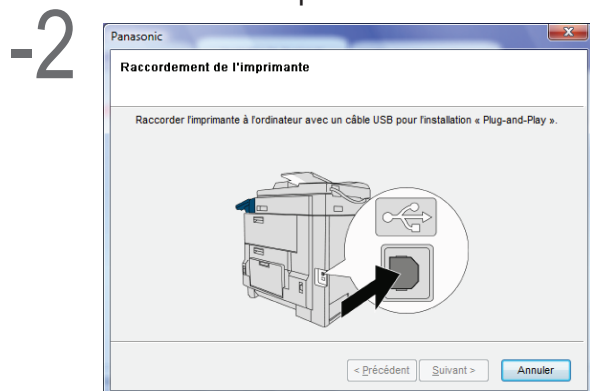 -2
Panasonic
Raccordement de l'imprimante
Raccorder l'imprimante à l'ordinateur avec un câble USB pour l'installation « Plug-and-Play ».
< Précédent
Suivant >
Annuler